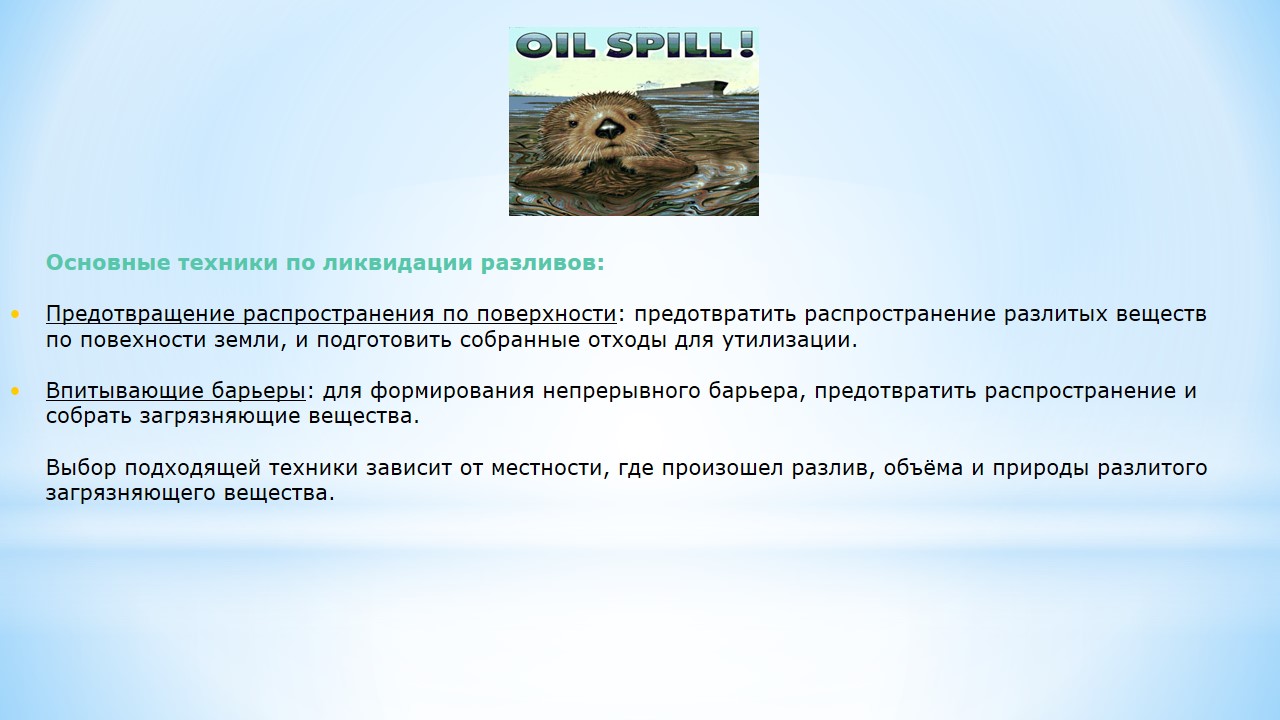 OIL SPILL!
Основные техники по ликвидации разливов:
• Предотвращение распространения по поверхности: предотвратить распространение разлитых веществ
по повехности земли, и подготовить собранные отходы для утилизации.
• Впитывающие барьеры: для формирования непрерывного барьера, предотвратить распространение и
собрать загрязняющие вещества.
Выбор подходящей техники зависит от местности, где произошел разлив, объёма и природы разлитого
загрязняющего вещества.